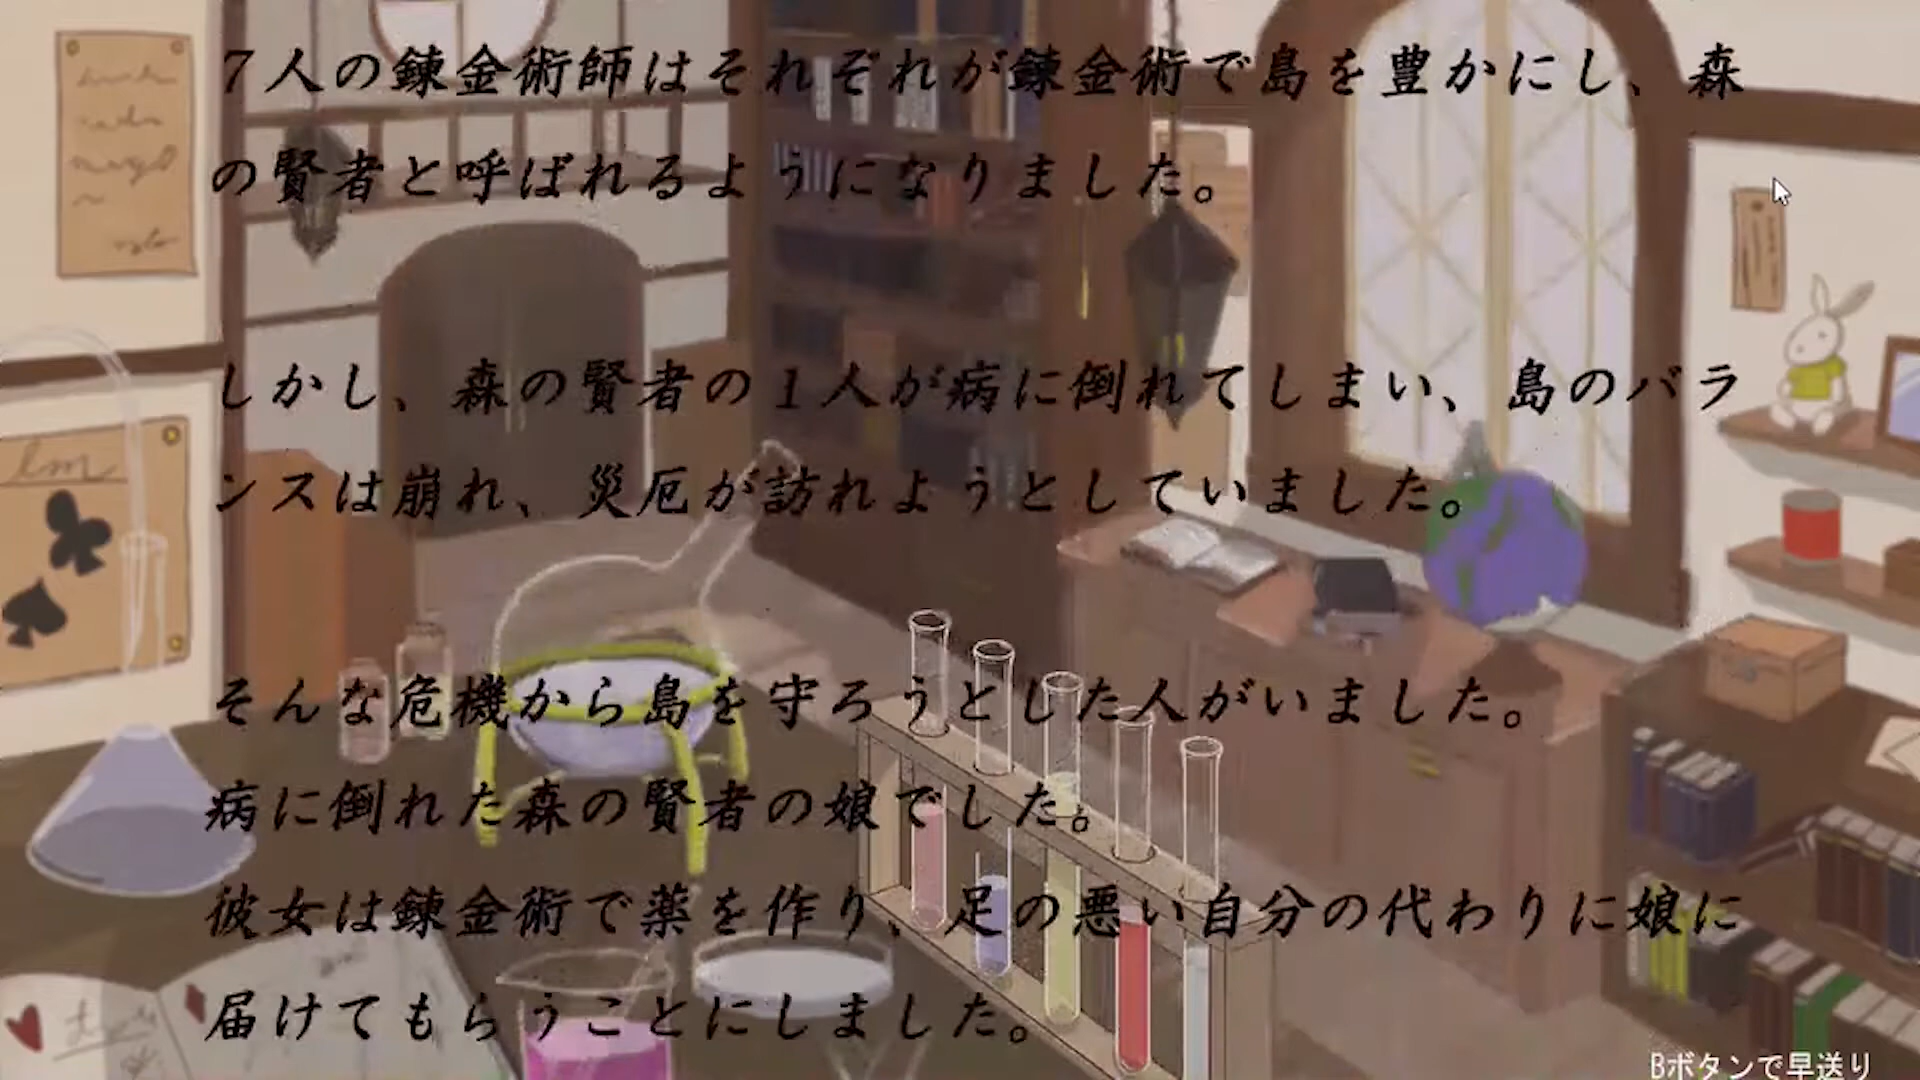 7人の錬金術師はそれぞれが錬金術で島を豊かにし、森
の賢者と呼ばれるようになりました。
しかし、森の賢者の1人が病に倒れてしまい、島のバラ
ンスは崩れ、災厄が訪れようとしていました。
そんな危機から島を守ろうとした人がいました。
病に倒れた森の賢者の娘でした。
彼女は錬金術で薬を作り、足の悪い自分の代わりに娘に
届けてもらうことにしました。
Bボタンで早送り